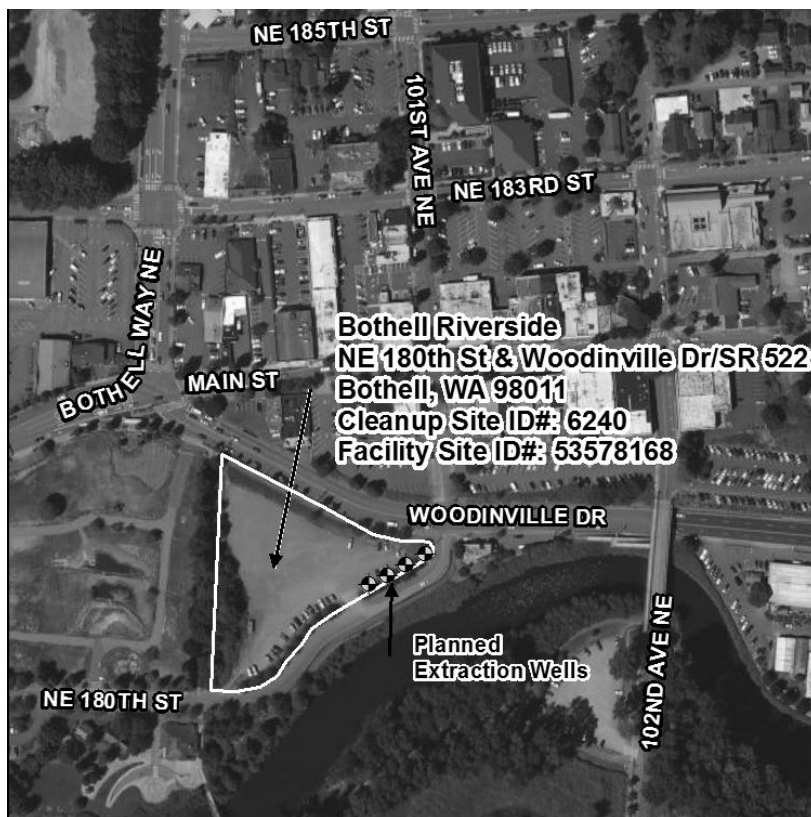 NE 185TH ST
101ST AVE NE
NE 183RD ST
BOTHELL WAY NE
MAIN ST
Bothell Riverside
NE 180th St & Woodinville Dr/SR 522
Bothell, WA 98011
Cleanup Site ID#: 6240
Facility Site ID#: 53578168
WOODINVILLE DR
Planned
Extraction Wells
NE 180TH ST
102ND AVE NE